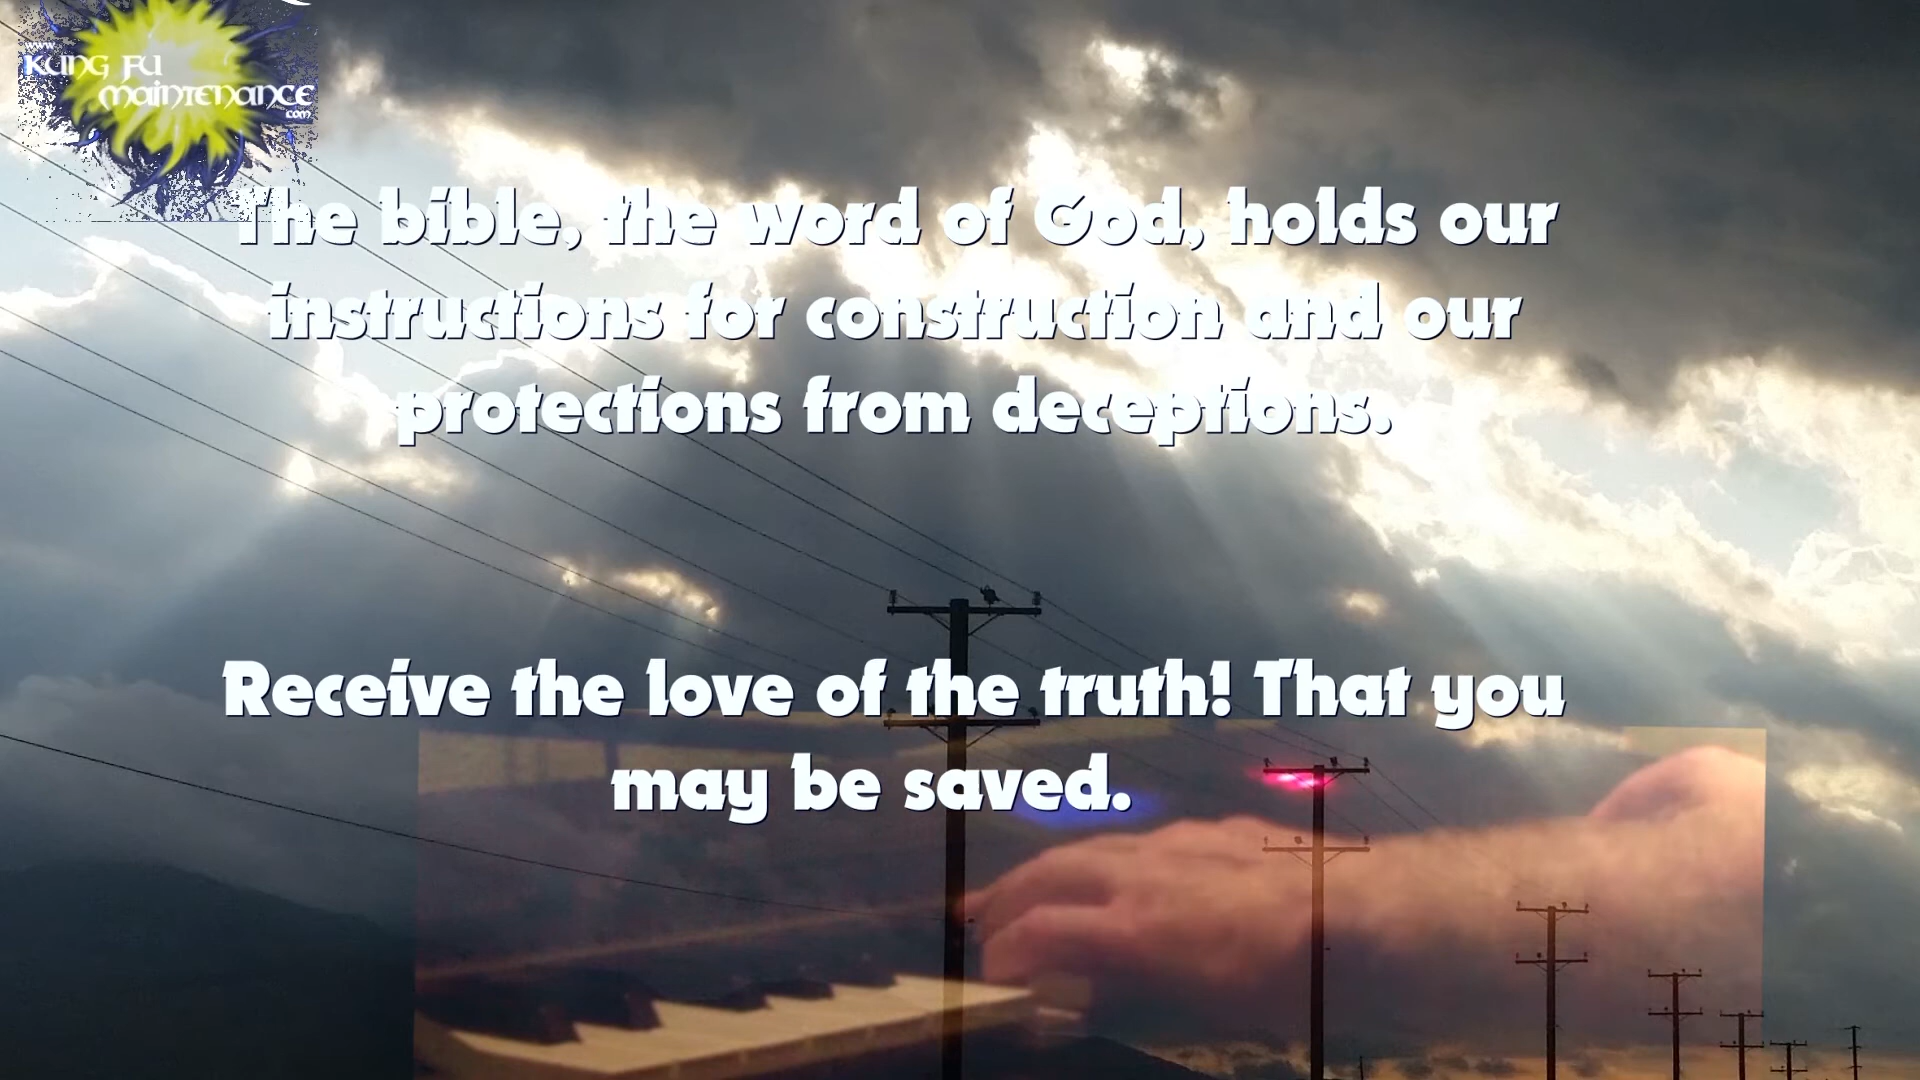 www
Kung Fu
maintenance
.com
The bible, the word of God, holds our
instructions for construction and our
protections from deceptions.
Receive the love of the truth! That you
may be saved.